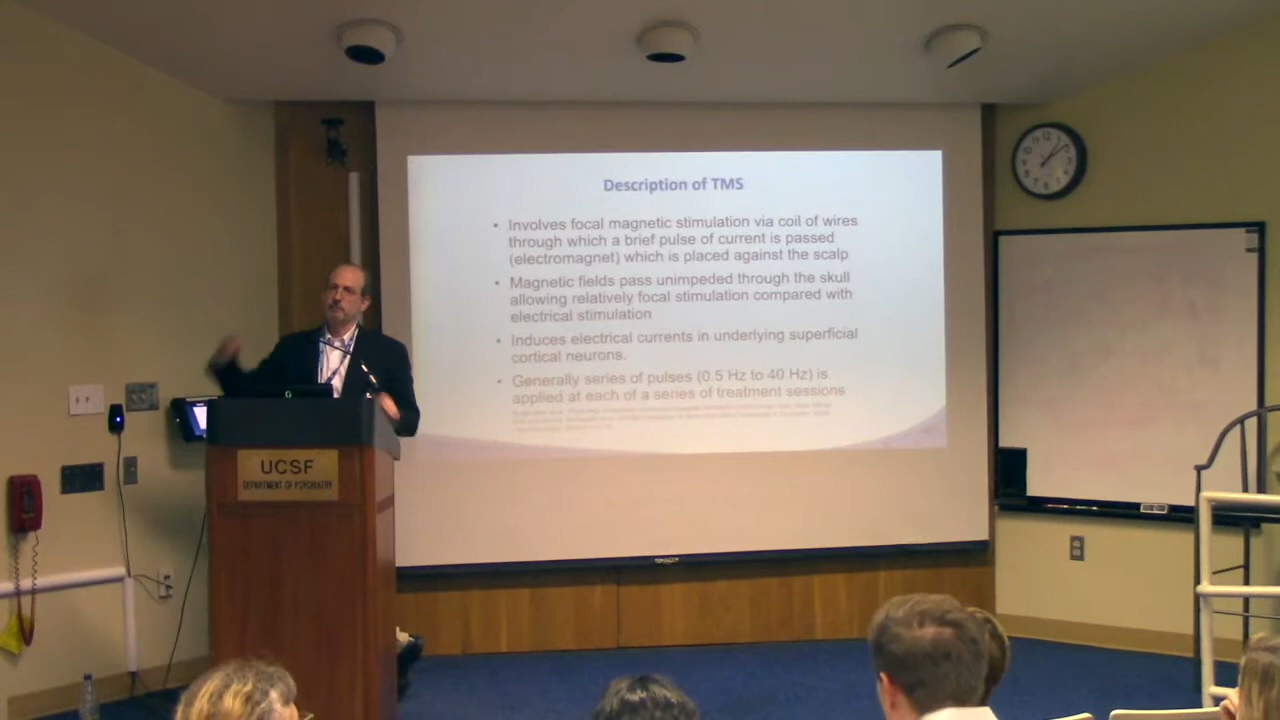 Description of TMS
• Involves focal magnetic stimulation via coil of wires
through which a brief pulse of current is passed
(electromagnet) which is placed against the scalp
• Magnetic fields pass unimpeded through the skull
allowing relatively focal stimulation compared with
electrical stimulation
• Induces electrical currents in underlying superficial
cortical neurons.
• Generally series of pulses (0.5 Hz to 40 Hz) is
applied at each of a series of treatment sessions
UCSF
DEPARTMENT OF PSYCHIATRY